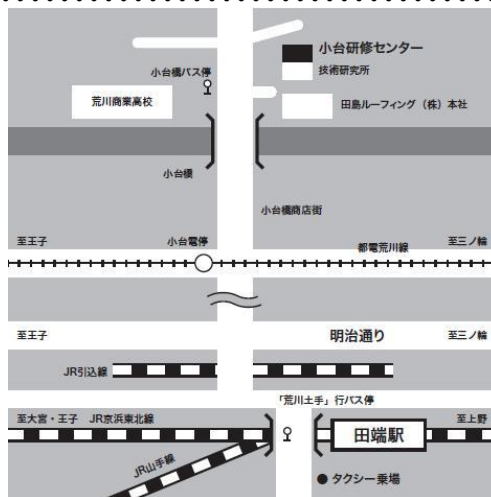 小台研修センター
技術研究所
小台橋バス停
荒川商業高校
田島ルーフィング（株）本社
小台橋
小台橋商店街
至王子
小台電停
都電荒川線
至三ノ輪
至王子
明治通り
至三ノ輪
JR引込線
「荒川土手」行バス停
至大宮・王子 JR京浜東北線
田端駅
至上野
JR山手線
● タクシー乗場